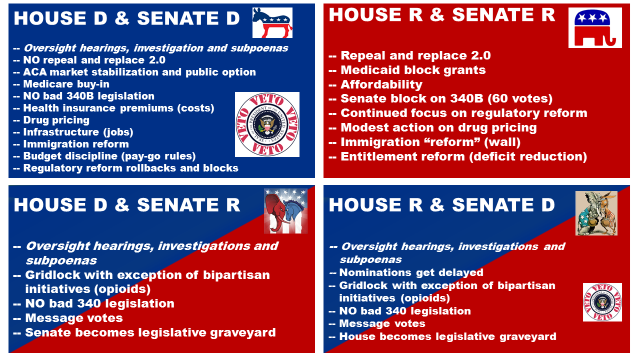 HOUSE D & SENATE D
-- Oversight hearings, investigation and subpoenas
-- NO repeal and replace 2.0
-- ACA market stabilization and public option
-- Medicare buy-in
-- NO bad 340B legislation
-- Health insurance premiums (costs)
-- Drug pricing
-- Infrastructure (jobs)
-- Immigration reform
-- Budget discipline (pay-go rules)
-- Regulatory reform rollbacks and blocks
VETO VETO VETO VETO
HOUSE R & SENATE R
-- Repeal and replace 2.0
-- Medicaid block grants
-- Affordability
-- Senate block on 340B (60 votes)
-- Continued focus on regulatory reform
-- Modest action on drug pricing
-- Immigration “reform” (wall)
-- Entitlement reform (deficit reduction)
HOUSE D & SENATE R
-- Oversight hearings, investigations and
subpoenas
-- Gridlock with exception of bipartisan
initiatives (opioids)
-- NO bad 340 legislation
-- Message votes
-- Senate becomes legislative graveyard
HOUSE R & SENATE D
-- Oversight hearings, investigations and
subpoenas
-- Nominations get delayed
-- Gridlock with exception of bipartisan
initiatives (opioids)
-- NO bad 340 legislation
-- Message votes
-- House becomes legislative graveyard
VETO VETO VETO VETO